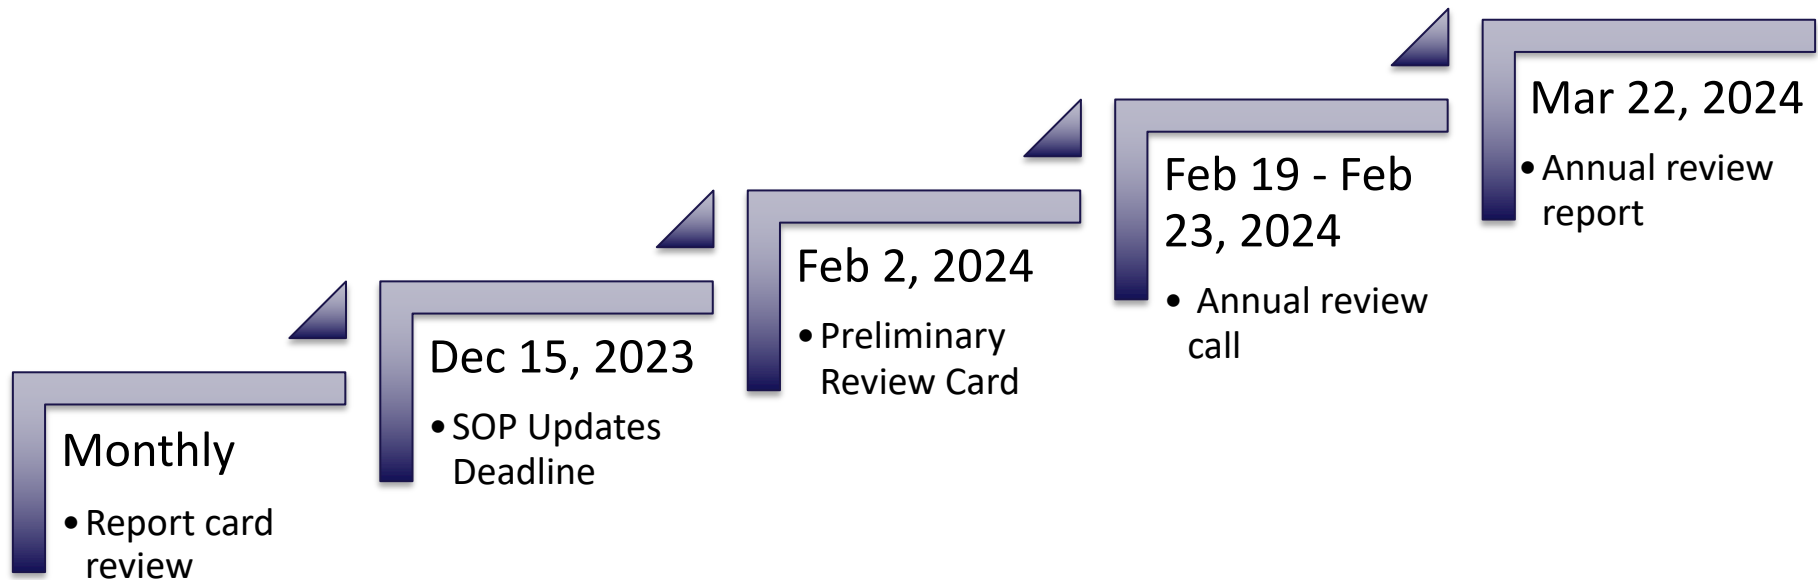 Monthly
• Report card
review
Dec 15, 2023
• SOP Updates
Deadline
Feb 2, 2024
• Preliminary
Review Card
Feb 19 - Feb
23, 2024
• Annual review
call
Mar 22, 2024
• Annual review
report